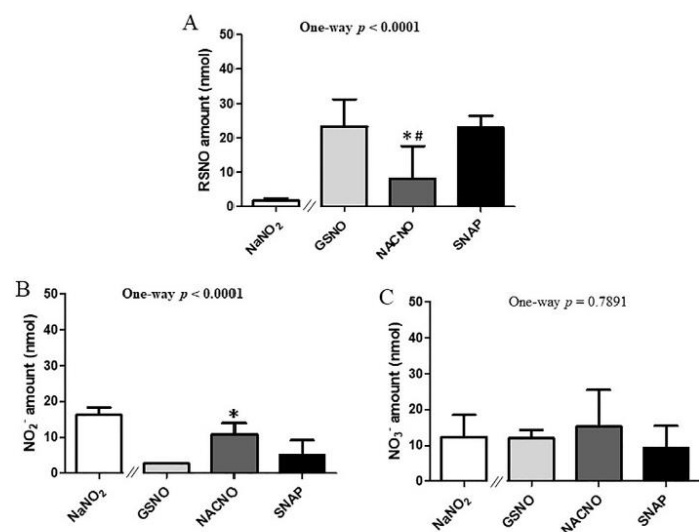 A
One-way p < 0.0001
RSNO amount (nmol)
50
40
30
20
10
0
* #
//
NaNO₂
GSNO
NACNO
SNAP
B
One-way p < 0.0001
NO₂⁻ amount (nmol)
50
40
30
20
10
0
*
//
NaNO₂
GSNO
NACNO
SNAP
C
One-way p = 0.7891
NO₃⁻ amount (nmol)
50
40
30
20
10
0
//
NaNO₂
GSNO
NACNO
SNAP